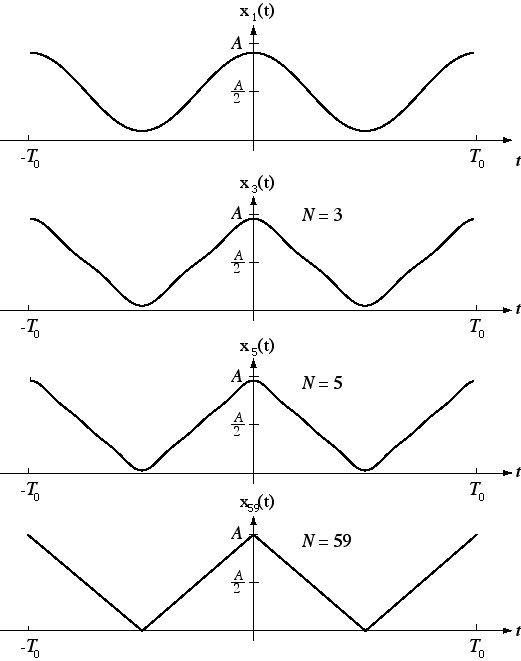 x₁(t)
A
A/2
-T₀ T₀ t
x₃(t)
A N = 3
A/2
-T₀ T₀ t
x₅(t)
A N = 5
A/2
-T₀ T₀ t
x₅₉(t)
A N = 59
A/2
-T₀ T₀ t